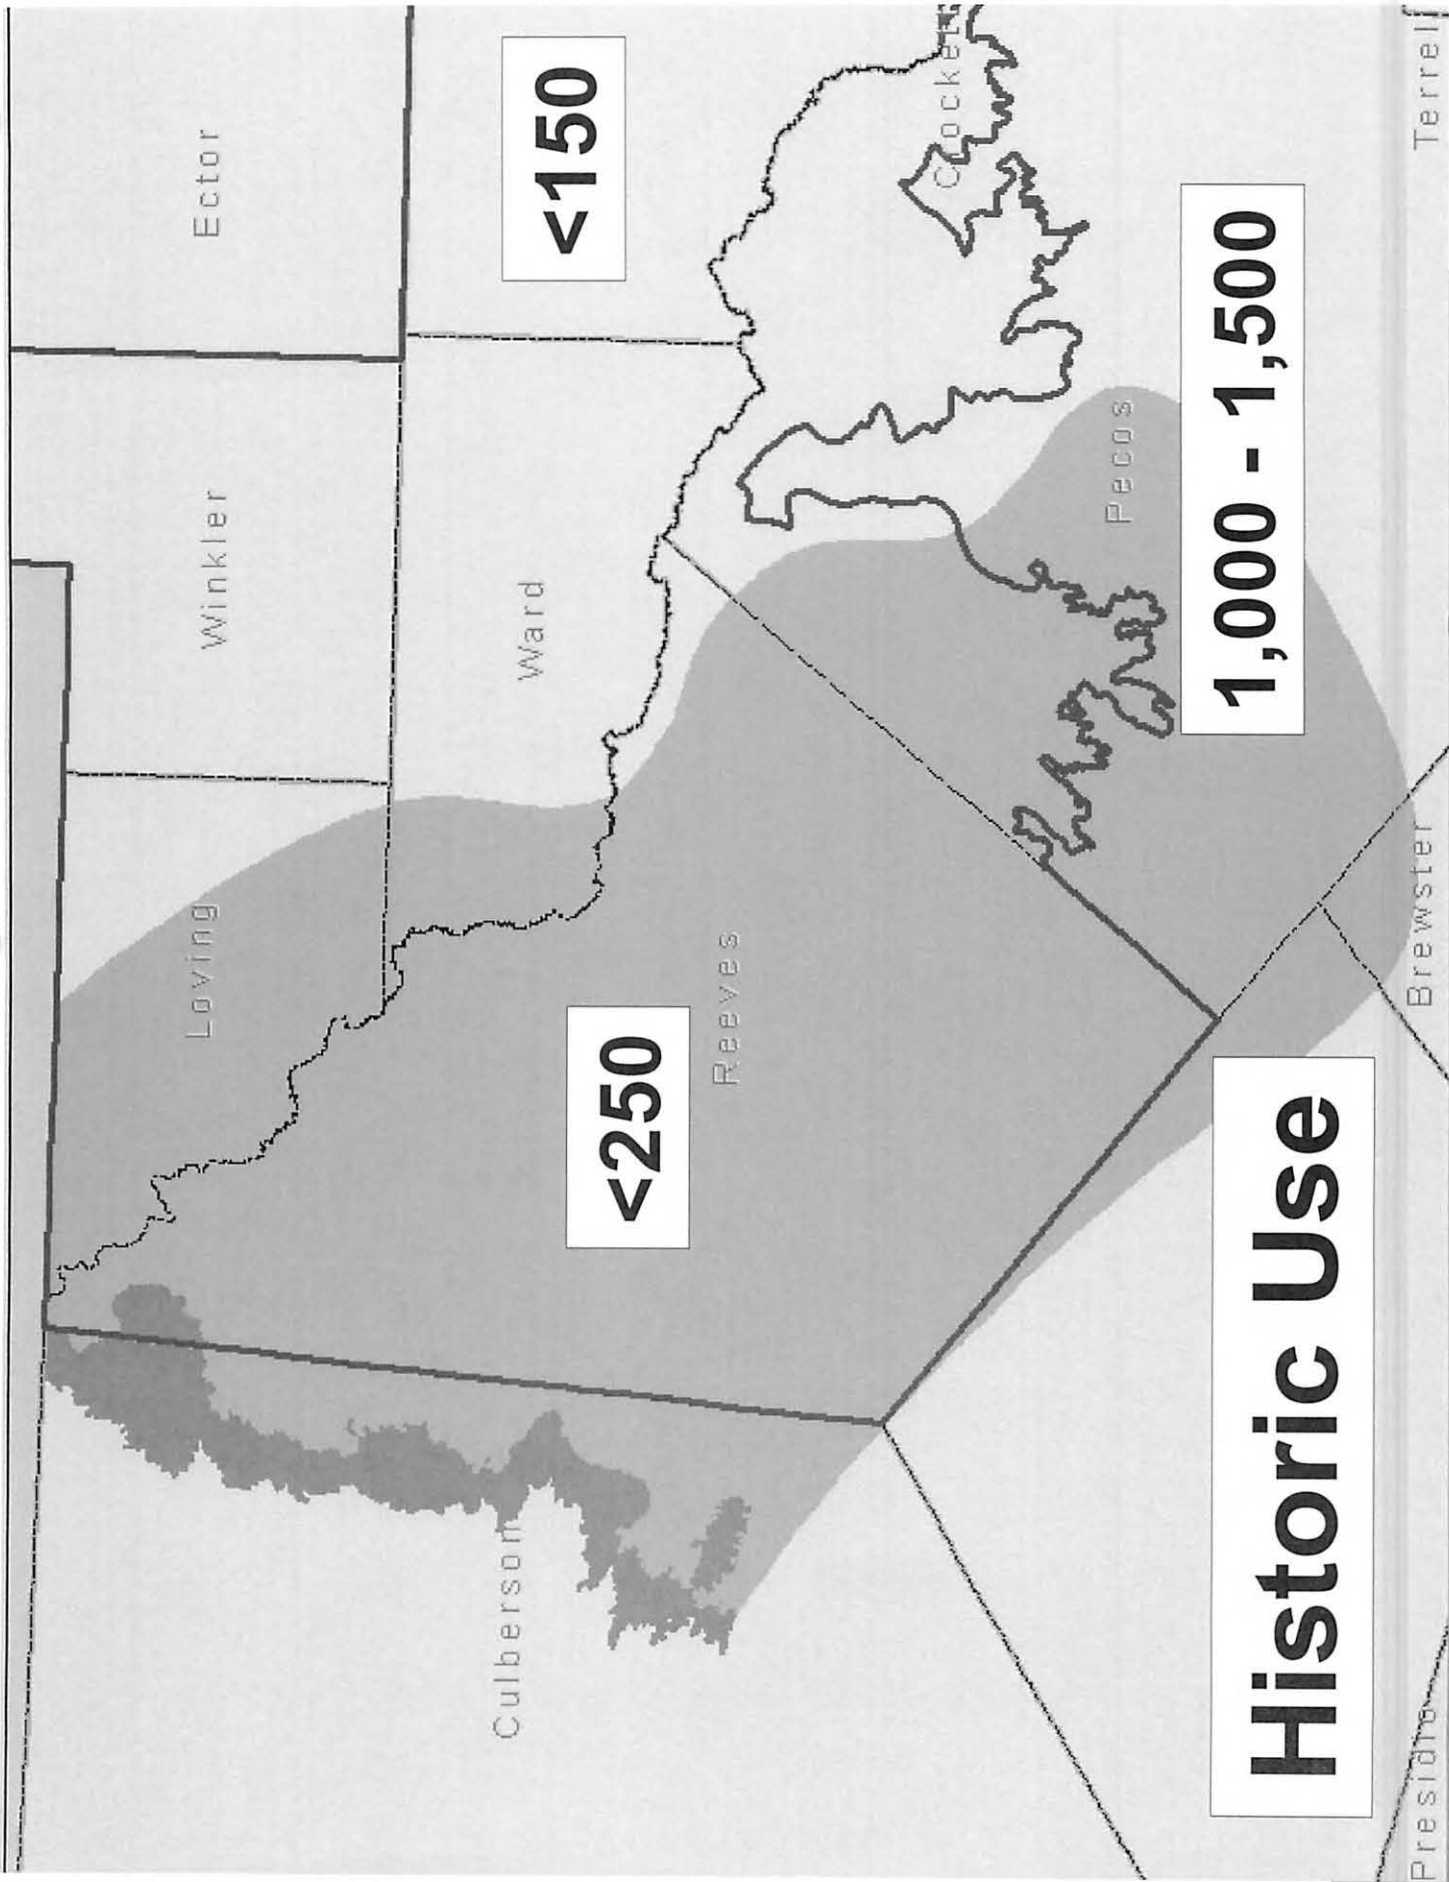 Loving
Winkler
Ector
Culberson
Ward
<150
<250
Reeves
Crockett
Pecos
1,000 - 1,500
Historic Use
Presidio
Brewster
Terrell